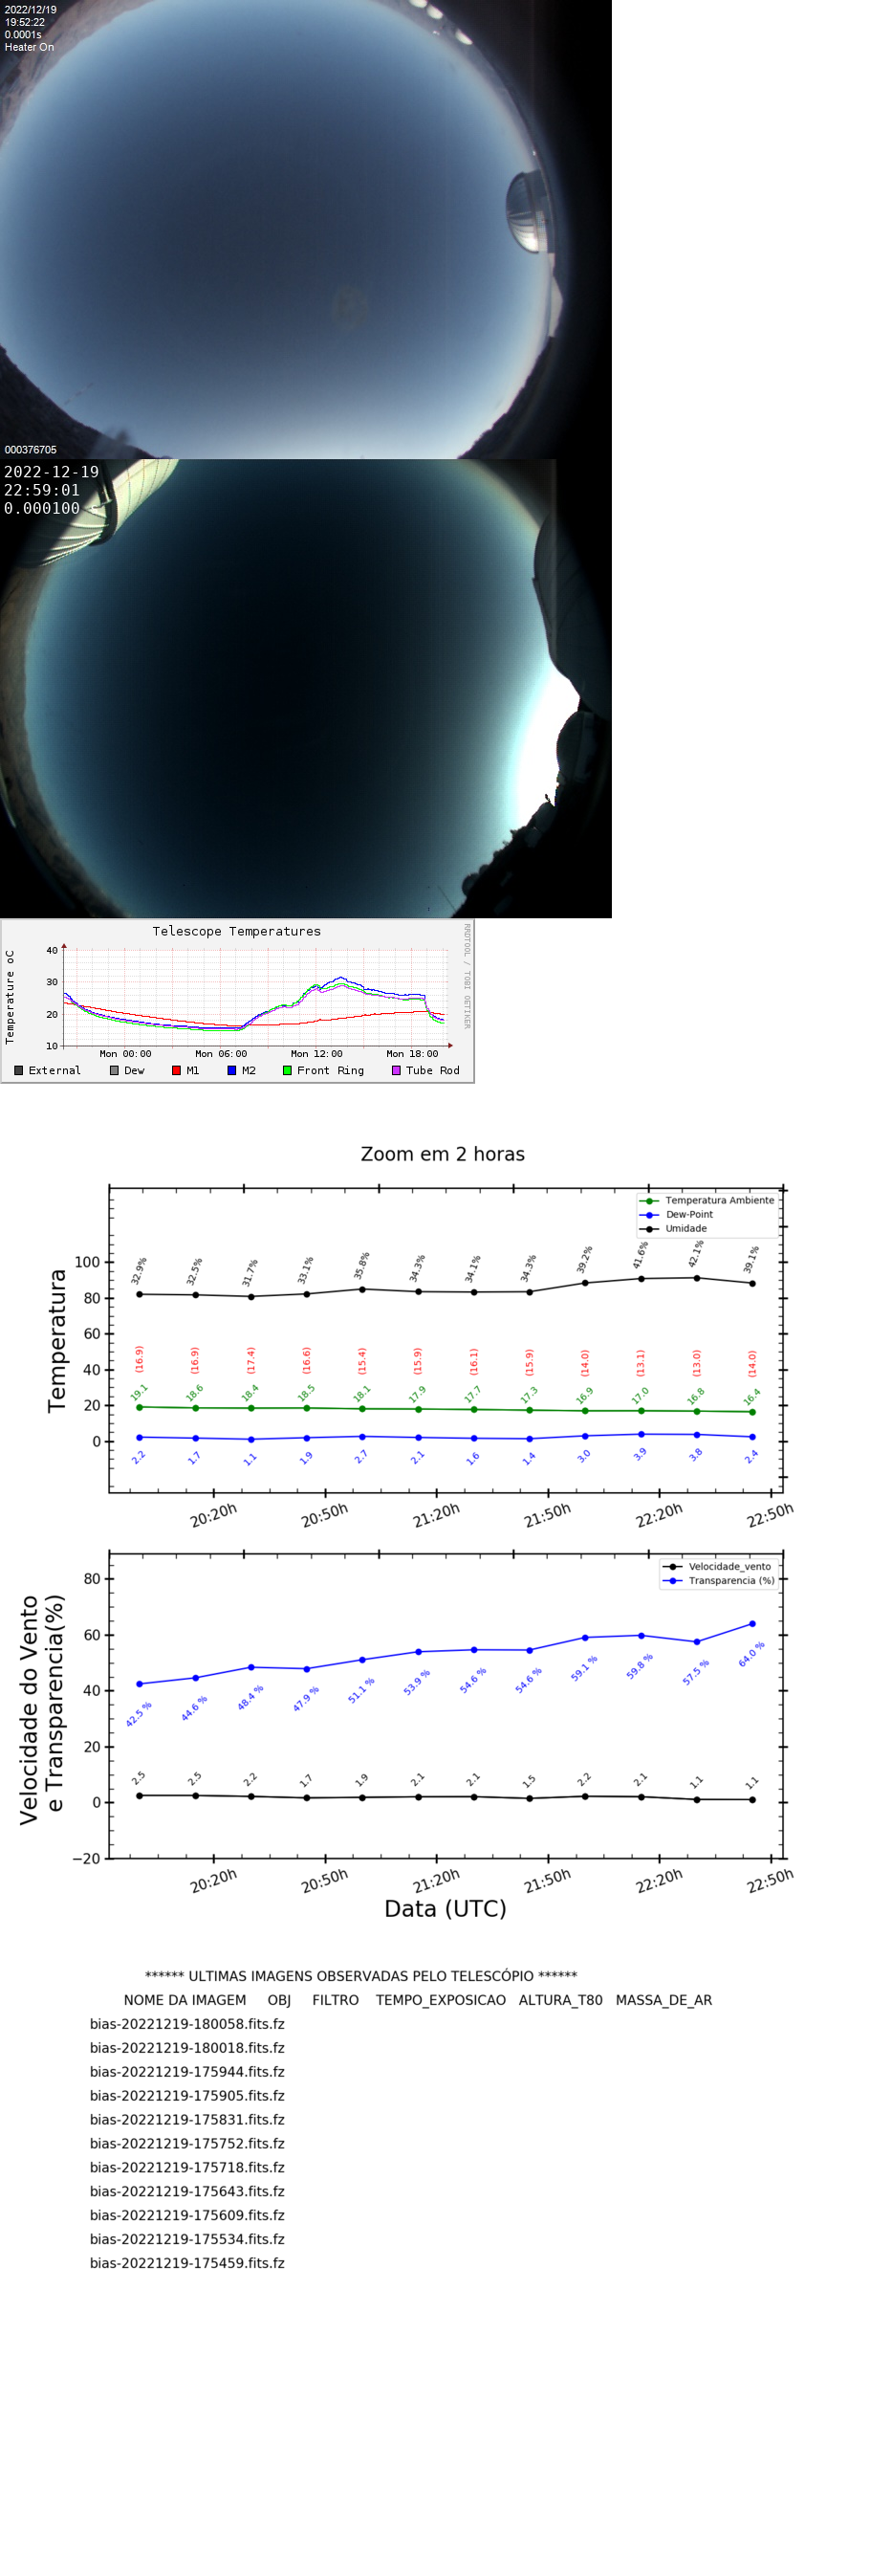 2022/12/19
19:52:22
0.0001s
Heater On
000376705
2022-12-19
22:59:01
0.000100
Telescope Temperatures
RRDTOOL / TOBI OETIKER
Temperature oC
40
30
20
10
Mon 00:00 Mon 06:00 Mon 12:00 Mon 18:00
External Dew M1 M2 Front Ring Tube Rod
Zoom em 2 horas
Temperatura Ambiente
Dew-Point
Umidade
Temperatura
100
80
60
40
20
0
32.9% 32.5% 31.7% 33.1% 35.8% 34.3% 34.1% 34.3% 39.2% 41.6% 42.1% 39.1%
(16.9) (16.9) (17.4) (16.6) (15.4) (15.9) (16.1) (15.9) (14.0) (13.1) (13.0) (14.0)
19.1 18.6 18.4 18.5 18.1 17.9 17.7 17.3 16.9 17.0 16.8 16.4
2.2 1.7 1.1 1.9 2.7 2.1 1.6 1.4 3.0 3.9 3.8 2.4
20:20h 20:50h 21:20h 21:50h 22:20h 22:50h
Velocidade_vento
Transparencia (%)
Velocidade do Vento
e Transparencia(%)
80
60
40
20
0
−20
42.5 % 44.6 % 48.4 % 47.9 % 51.1 % 53.9 % 54.6 % 54.6 % 59.1 % 59.8 % 57.5 % 64.0 %
2.5 2.5 2.2 1.7 1.9 2.1 2.1 1.5 2.2 2.1 1.1 1.1
20:20h 20:50h 21:20h 21:50h 22:20h 22:50h
Data (UTC)
****** ULTIMAS IMAGENS OBSERVADAS PELO TELESCÓPIO ******
NOME DA IMAGEM OBJ FILTRO TEMPO_EXPOSICAO ALTURA_T80 MASSA_DE_AR
bias-20221219-180058.fits.fz
bias-20221219-180018.fits.fz
bias-20221219-175944.fits.fz
bias-20221219-175905.fits.fz
bias-20221219-175831.fits.fz
bias-20221219-175752.fits.fz
bias-20221219-175718.fits.fz
bias-20221219-175643.fits.fz
bias-20221219-175609.fits.fz
bias-20221219-175534.fits.fz
bias-20221219-175459.fits.fz